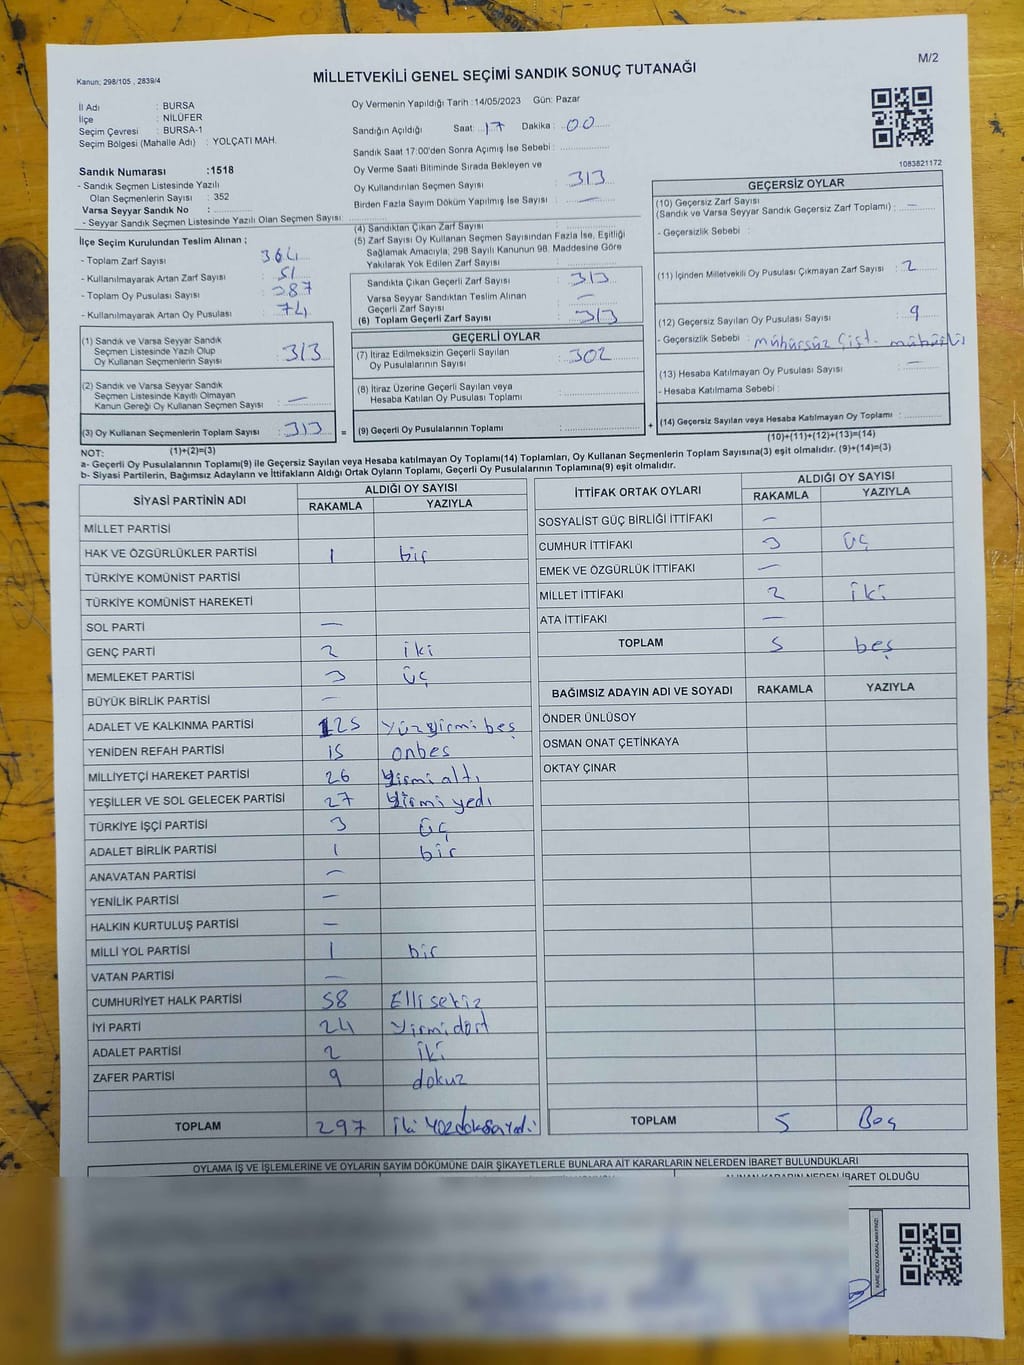 M/2
Kanun; 298/105 , 2839/4
MİLLETVEKİLİ GENEL SEÇİMİ SANDIK SONUÇ TUTANAĞI
İl Adı : BURSA
İlçe : NİLÜFER
Seçim Çevresi : BURSA-1
Seçim Bölgesi (Mahalle Adı) : YOLÇATI MAH.
Sandık Numarası :1518
- Sandık Seçmen Listesinde Yazılı
Olan Seçmenlerin Sayısı : 352
Varsa Seyyar Sandık No :
- Seyyar Sandık Seçmen Listesinde Yazılı Olan Seçmen Sayısı:
Oy Vermenin Yapıldığı Tarih :14/05/2023 Gün: Pazar
Sandığın Açıldığı Saat: 17 Dakika : 00
Sandık Saat 17:00'den Sonra Açımış İse Sebebi :
Oy Verme Saati Bitiminde Sırada Bekleyen ve
Oy Kullandırılan Seçmen Sayısı : 313
Birden Fazla Sayım Döküm Yapılmış İse Sayısı : —
1083821172
İlçe Seçim Kurulundan Teslim Alınan ;
- Toplam Zarf Sayısı : 364
- Kullanılmayarak Artan Zarf Sayısı : 51
- Toplam Oy Pusulası Sayısı : 387
- Kullanılmayarak Artan Oy Pusulası : 74
(1) Sandık ve Varsa Seyyar Sandık
Seçmen Listesinde Yazılı Olup
Oy Kullanan Seçmenlerin Sayısı : 313
(2) Sandık ve Varsa Seyyar Sandık
Seçmen Listesinde Kayıtlı Olmayan
Kanun Gereği Oy Kullanan Seçmen Sayısı : —
(3) Oy Kullanan Seçmenlerin Toplam Sayısı : 313
(1)+(2)=(3)
(4) Sandıktan Çıkan Zarf Sayısı :
(5) Zarf Sayısı Oy Kullanan Seçmen Sayısından Fazla İse, Eşitliği
Sağlamak Amacıyla; 298 Sayılı Kanunun 98. Maddesine Göre
Yakılarak Yok Edilen Zarf Sayısı :
Sandıkta Çıkan Geçerli Zarf Sayısı : 313
Varsa Seyyar Sandıktan Teslim Alınan
Geçerli Zarf Sayısı : —
(6) Toplam Geçerli Zarf Sayısı : 313
GEÇERLİ OYLAR
(7) İtiraz Edilmeksizin Geçerli Sayılan
Oy Pusulalarının Sayısı : 302
(8) İtiraz Üzerine Geçerli Sayılan veya
Hesaba Katılan Oy Pusulası Toplamı :
= (9) Geçerli Oy Pusulalarının Toplamı : +
GEÇERSİZ OYLAR
(10) Geçersiz Zarf Sayısı
(Sandık ve Varsa Seyyar Sandık Geçersiz Zarf Toplamı) : —
- Geçersizlik Sebebi :
(11) İçinden Milletvekili Oy Pusulası Çıkmayan Zarf Sayısı : 2
(12) Geçersiz Sayılan Oy Pusulası Sayısı : 9
- Geçersizlik Sebebi : mühürsüz Çift. mühürlü
(13) Hesaba Katılmayan Oy Pusulası Sayısı : —
- Hesaba Katılmama Sebebi :
(14) Geçersiz Sayılan veya Hesaba Katılmayan Oy Toplamı :
(10)+(11)+(12)+(13)=(14)
NOT:
a- Geçerli Oy Pusulalarının Toplamı(9) ile Geçersiz Sayılan veya Hesaba katılmayan Oy Toplamı(14) Toplamları, Oy Kullanan Seçmenlerin Toplam Sayısına(3) eşit olmalıdır. (9)+(14)=(3)
b- Siyasi Partilerin, Bağımsız Adayların ve İttifakların Aldığı Ortak Oyların Toplamı, Geçerli Oy Pusulalarının Toplamına(9) eşit olmalıdır.
SİYASİ PARTİNİN ADI ALDIĞI OY SAYISI
RAKAMLA YAZIYLA
MİLLET PARTİSİ
HAK VE ÖZGÜRLÜKLER PARTİSİ 1 bir
TÜRKİYE KOMÜNİST PARTİSİ
TÜRKİYE KOMÜNİST HAREKETİ
SOL PARTİ —
GENÇ PARTİ 2 iki
MEMLEKET PARTİSİ 3 üç
BÜYÜK BİRLİK PARTİSİ —
ADALET VE KALKINMA PARTİSİ 125 yüzyirmi beş
YENİDEN REFAH PARTİSİ 15 onbeş
MİLLİYETÇİ HAREKET PARTİSİ 26 Yirmi altı
YEŞİLLER VE SOL GELECEK PARTİSİ 27 Yirmi yedi
TÜRKİYE İŞÇİ PARTİSİ 3 üç
ADALET BİRLİK PARTİSİ 1 bir
ANAVATAN PARTİSİ —
YENİLİK PARTİSİ —
HALKIN KURTULUŞ PARTİSİ —
MİLLİ YOL PARTİSİ 1 bir
VATAN PARTİSİ —
CUMHURİYET HALK PARTİSİ 58 Elli sekiz
İYİ PARTİ 24 yirmi dört
ADALET PARTİSİ 2 iki
ZAFER PARTİSİ 9 dokuz
TOPLAM 297
İTTİFAK ORTAK OYLARI ALDIĞI OY SAYISI
RAKAMLA YAZIYLA
SOSYALİST GÜÇ BİRLİĞİ İTTİFAKI —
CUMHUR İTTİFAKI 3 üç
EMEK VE ÖZGÜRLÜK İTTİFAKI —
MİLLET İTTİFAKI 2 iki
ATA İTTİFAKI —
TOPLAM 5 beş
BAĞIMSIZ ADAYIN ADI VE SOYADI RAKAMLA YAZIYLA
ÖNDER ÜNLÜSOY
OSMAN ONAT ÇETİNKAYA
OKTAY ÇINAR
TOPLAM 5 Beş
OYLAMA İŞ VE İŞLEMLERİNE VE OYLARIN SAYIM DÖKÜMÜNE DAİR ŞİKAYETLERLE BUNLARA AİT KARARLARIN NELERDEN İBARET BULUNDUKLARI
ALINAN KARARIN NEDEN İBARET OLDUĞU